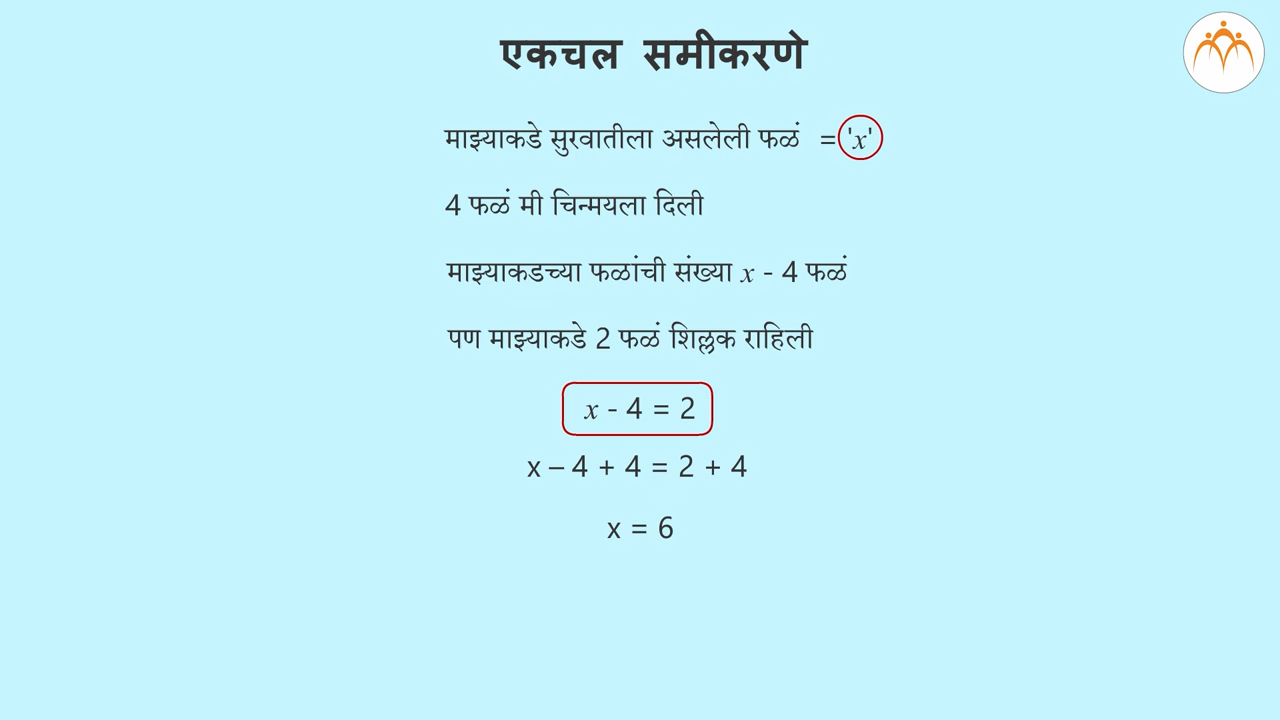 एकचल समीकरणे
माझ्याकडे सुरवातीला असलेली फळं = 'x'
4 फळं मी चिन्मयला दिली
माझ्याकडच्या फळांची संख्या x - 4 फळं
पण माझ्याकडे 2 फळं शिल्लक राहिली
x - 4 = 2
x – 4 + 4 = 2 + 4
x = 6